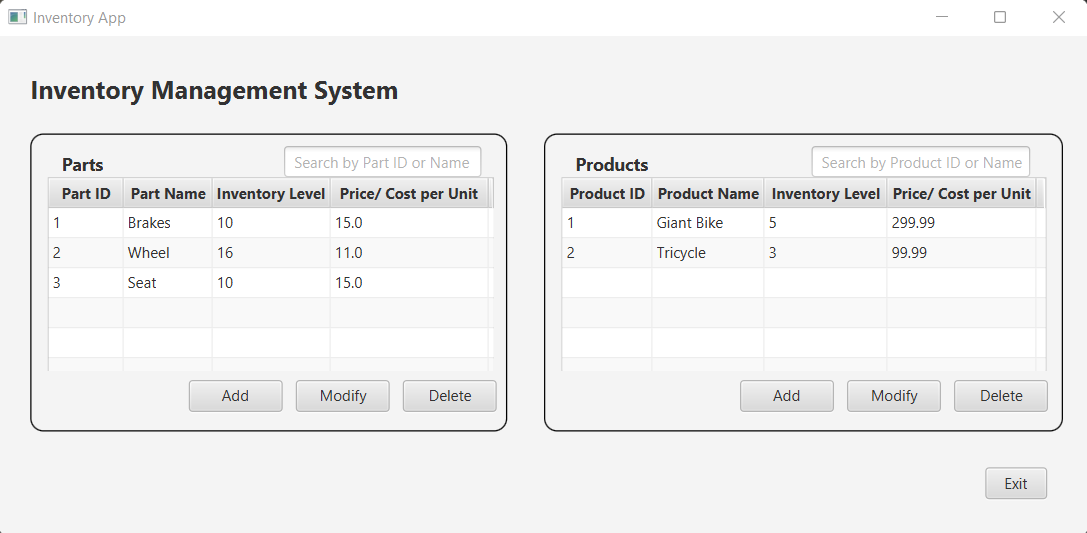 Inventory App
Inventory Management System
Parts
Search by Part ID or Name
Part ID Part Name Inventory Level Price/ Cost per Unit
1 Brakes 10 15.0
2 Wheel 16 11.0
3 Seat 10 15.0
Add Modify Delete
Products
Search by Product ID or Name
Product ID Product Name Inventory Level Price/ Cost per Unit
1 Giant Bike 5 299.99
2 Tricycle 3 99.99
Add Modify Delete
Exit